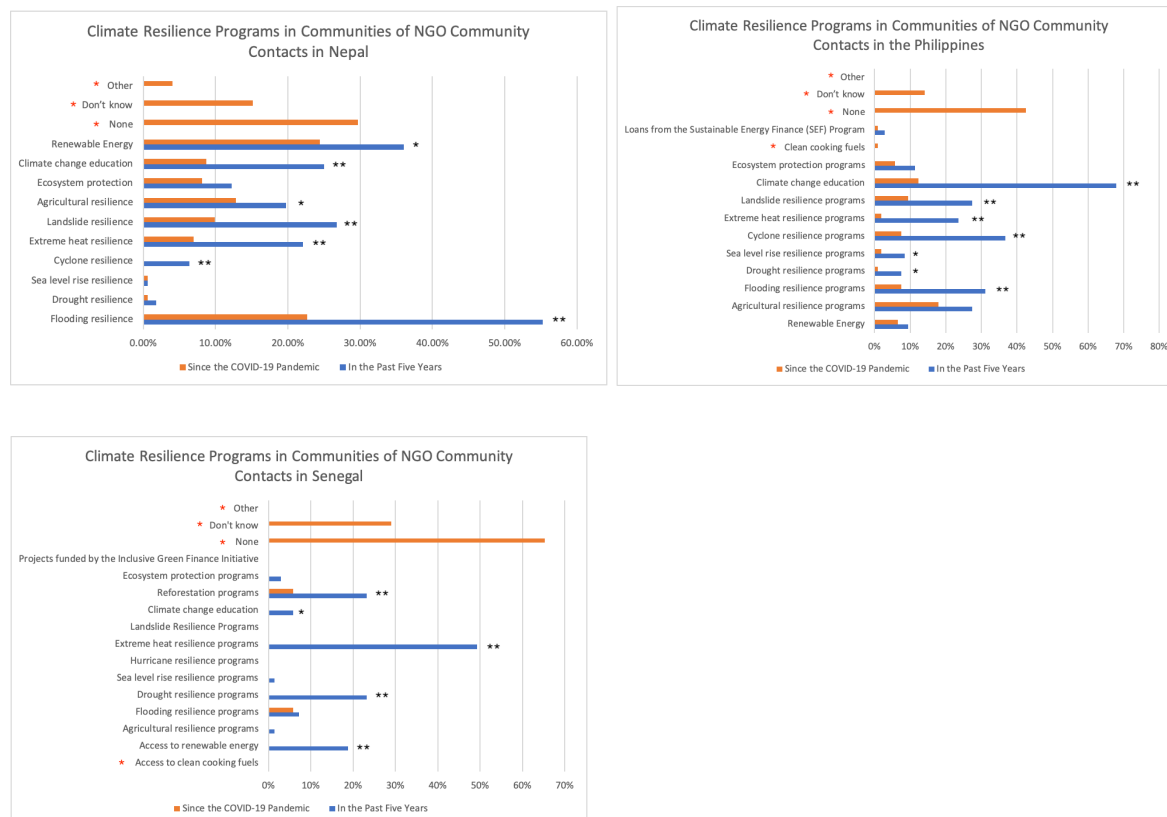 Climate Resilience Programs in Communities of NGO Community
Contacts in Nepal
* Other
* Don't know
* None
Renewable Energy *
Climate change education **
Ecosystem protection
Agricultural resilience *
Landslide resilience **
Extreme heat resilience **
Cyclone resilience **
Sea level rise resilience
Drought resilience
Flooding resilience **
0.00% 10.00% 20.00% 30.00% 40.00% 50.00% 60.00%
Since the COVID-19 Pandemic In the Past Five Years
Climate Resilience Programs in Communities of NGO Community
Contacts in the Philippines
* Other
* Don't know
* None
Loans from the Sustainable Energy Finance (SEF) Program
* Clean cooking fuels
Ecosystem protection programs
Climate change education **
Landslide resilience programs **
Extreme heat resilience programs **
Cyclone resilience programs **
Sea level rise resilience programs *
Drought resilience programs *
Flooding resilience programs **
Agricultural resilience programs
Renewable Energy
0% 10% 20% 30% 40% 50% 60% 70% 80%
Since the COVID-19 Pandemic In the Past Five Years
Climate Resilience Programs in Communities of NGO Community
Contacts in Senegal
* Other
* Don't know
* None
Projects funded by the Inclusive Green Finance Initiative
Ecosystem protection programs
Reforestation programs **
Climate change education *
Landslide Resilience Programs
Extreme heat resilience programs **
Hurricane resilience programs
Sea level rise resilience programs
Drought resilience programs **
Flooding resilience programs
Agricultural resilience programs
Access to renewable energy **
* Access to clean cooking fuels
0% 10% 20% 30% 40% 50% 60% 70%
Since the COVID-19 Pandemic In the Past Five Years